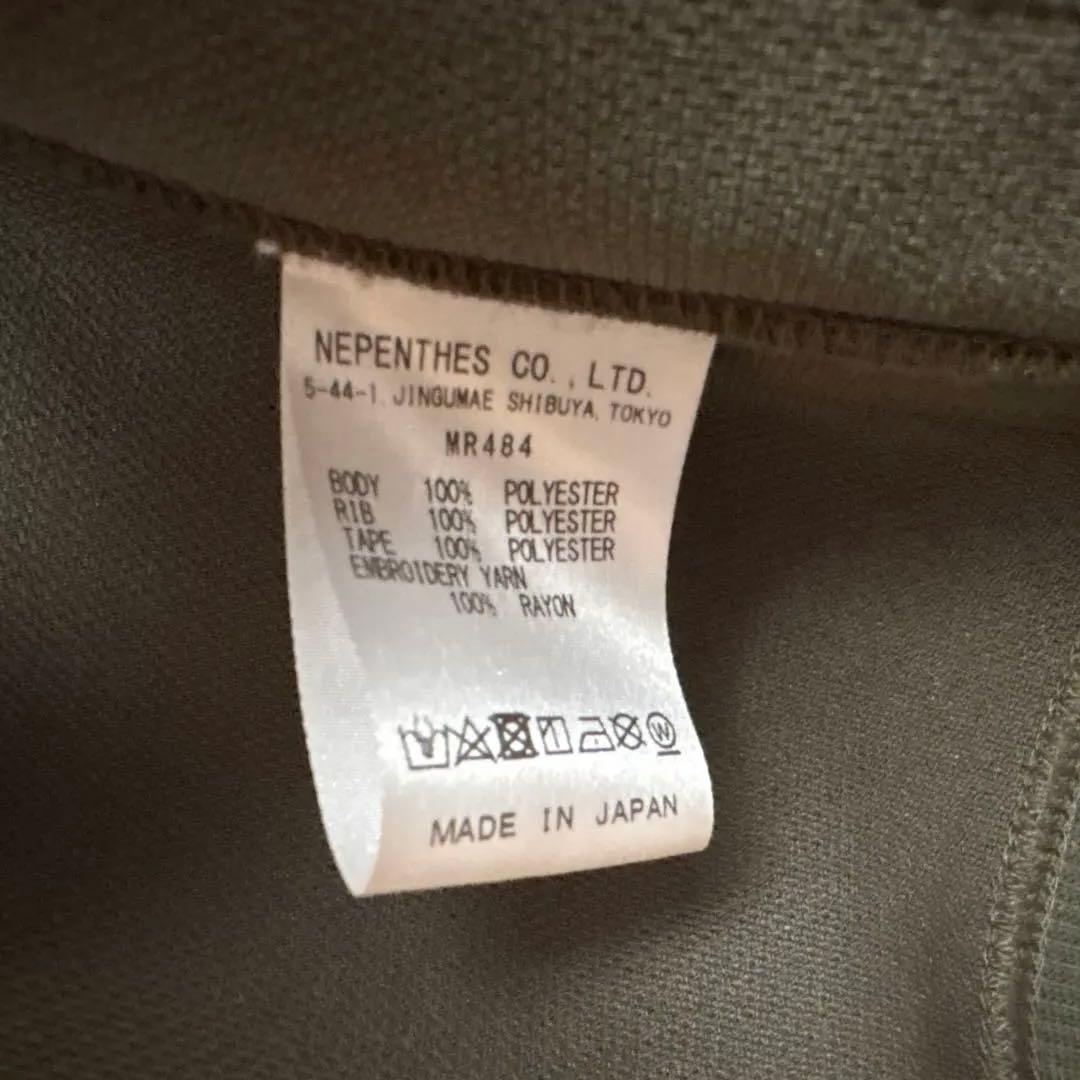 NEPENTHES CO., LTD.
5-44-1, JINGUMAE SHIBUYA, TOKYO
MR484
BODY 100% POLYESTER
RIB 100% POLYESTER
TAPE 100% POLYESTER
EMBROIDERY YARN
100% RAYON
W
MADE IN JAPAN